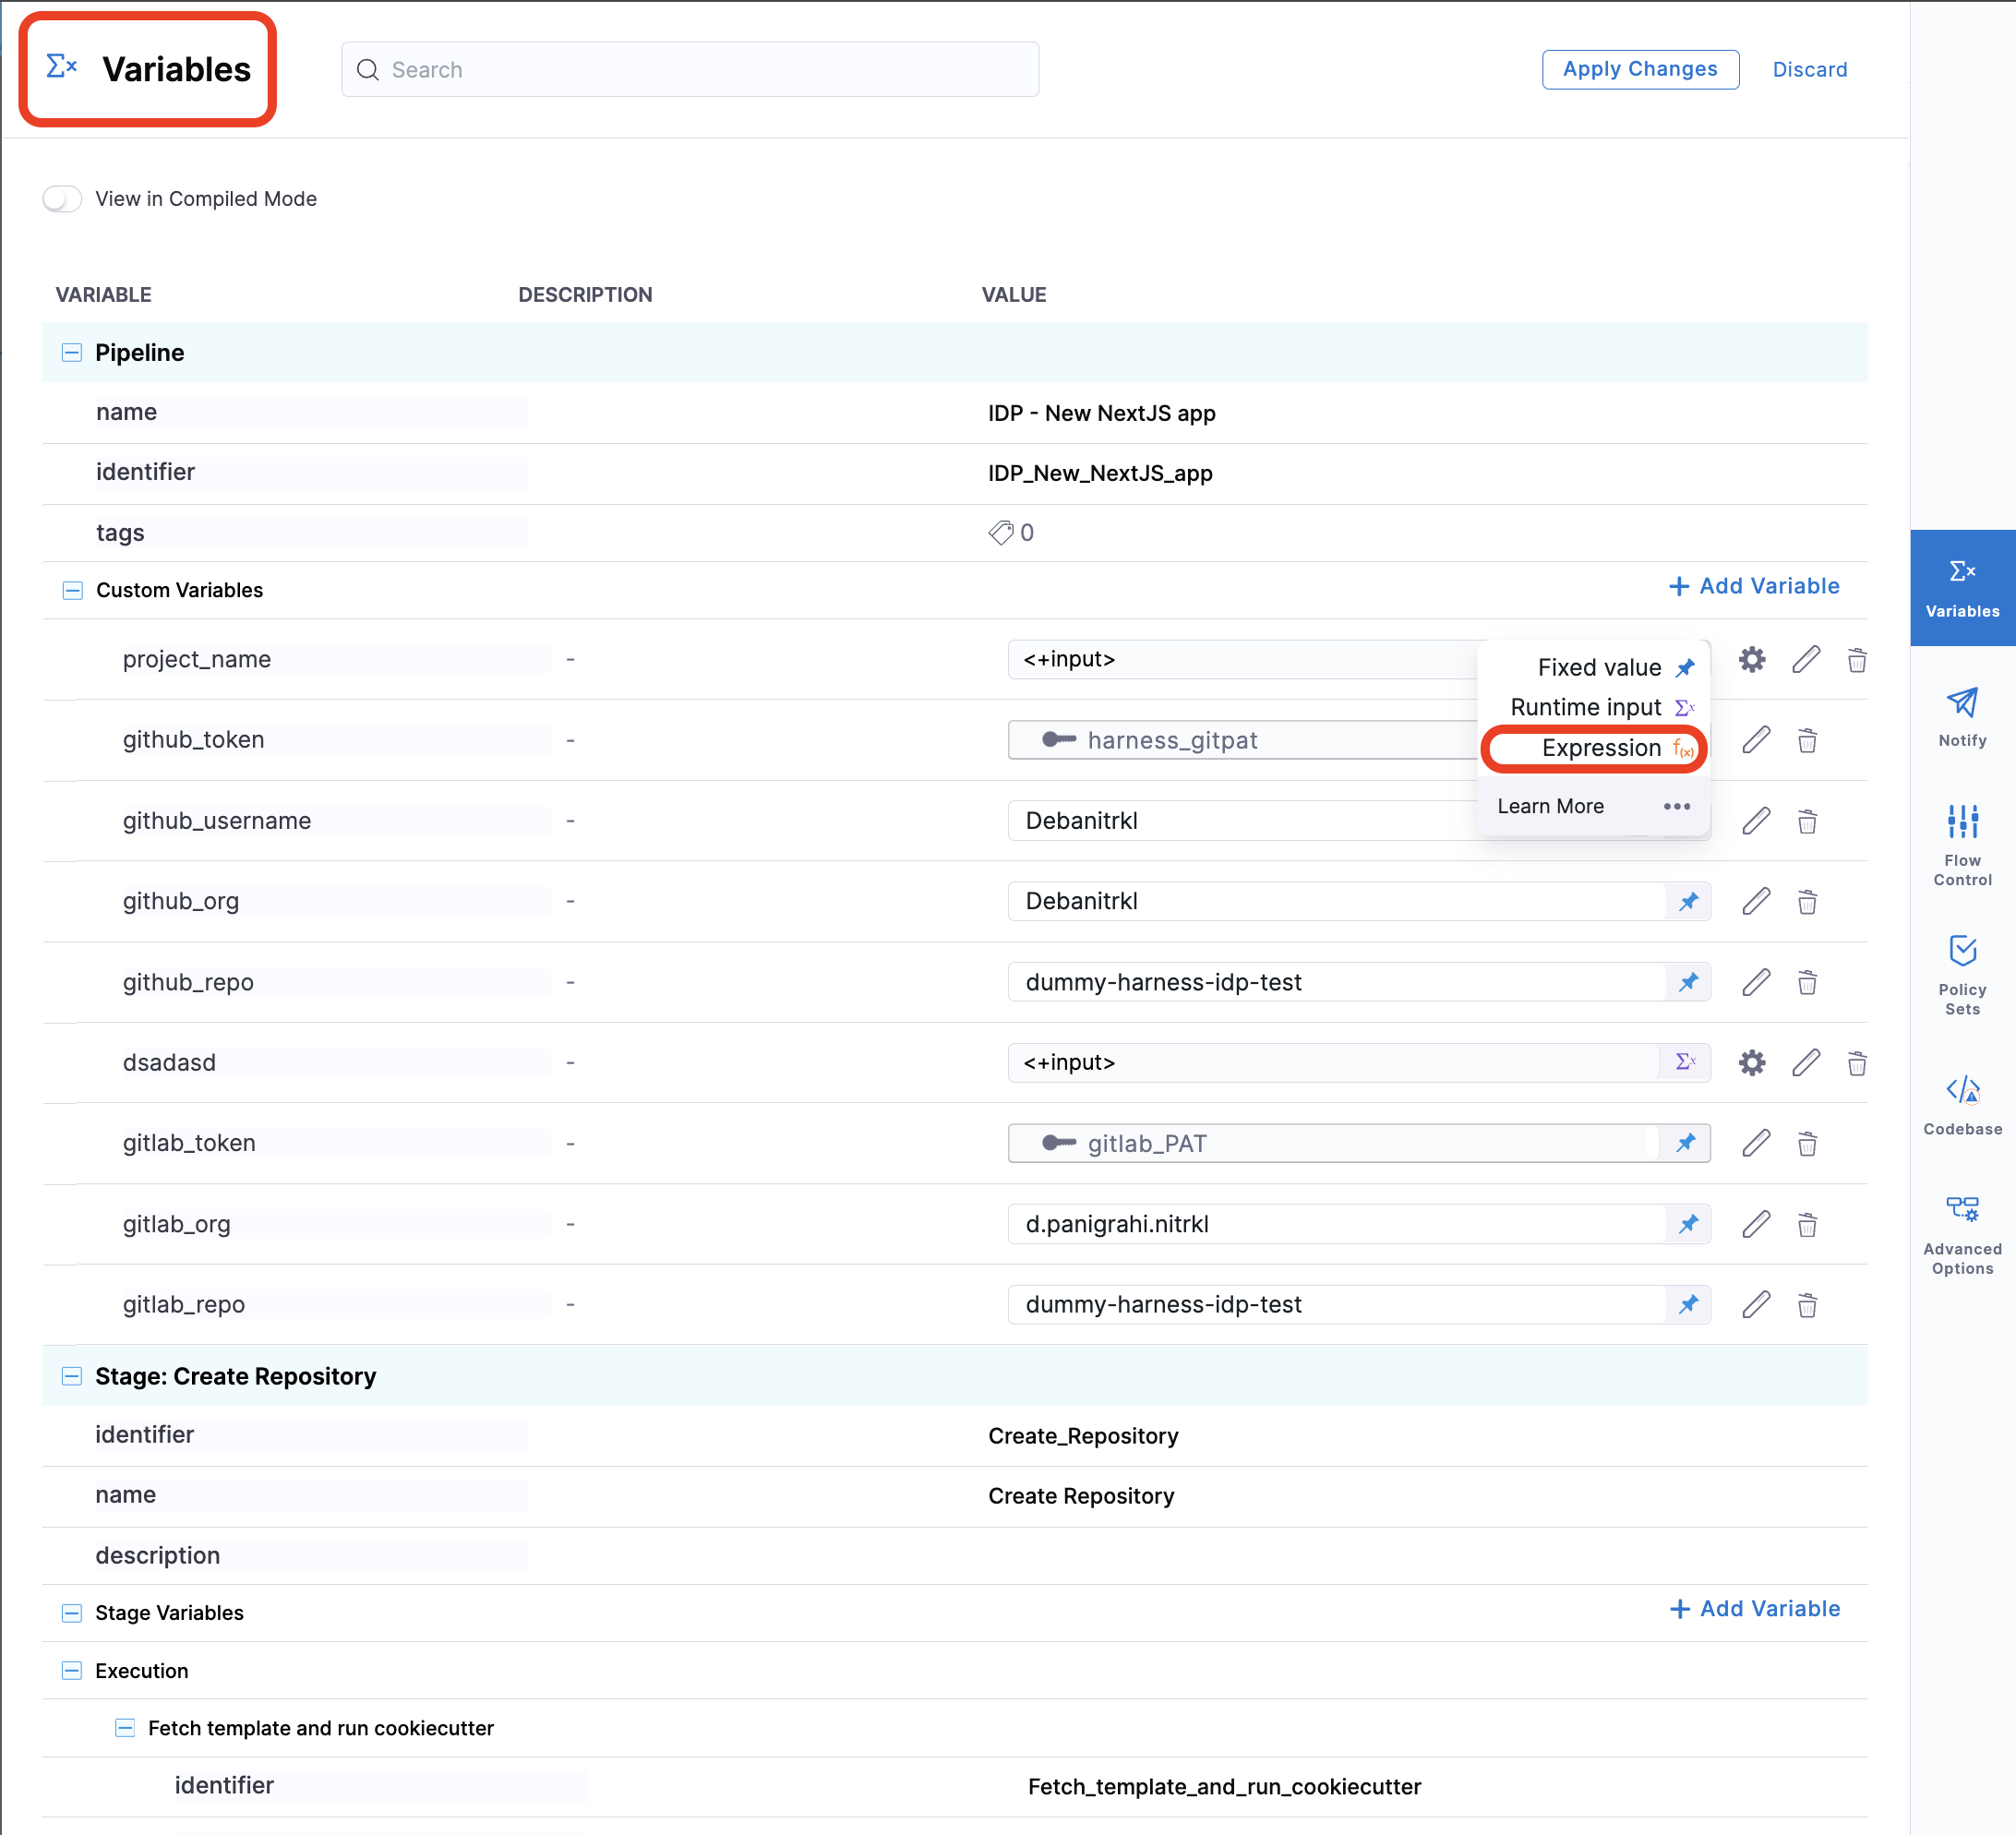 Variables
Search
Apply Changes
Discard
View in Compiled Mode
VARIABLE DESCRIPTION VALUE
Pipeline
name IDP - New NextJS app
identifier IDP_New_NextJS_app
tags 0
Custom Variables + Add Variable
project_name - <+input>
Fixed value
Runtime input
Expression f(x)
Learn More
github_token - harness_gitpat
github_username - Debanitrkl
github_org - Debanitrkl
github_repo - dummy-harness-idp-test
dsadasd - <+input>
gitlab_token - gitlab_PAT
gitlab_org - d.panigrahi.nitrkl
gitlab_repo - dummy-harness-idp-test
Stage: Create Repository
identifier Create_Repository
name Create Repository
description
Stage Variables + Add Variable
Execution
Fetch template and run cookiecutter
identifier Fetch_template_and_run_cookiecutter
Variables
Notify
Flow
Control
Policy
Sets
Codebase
Advanced
Options